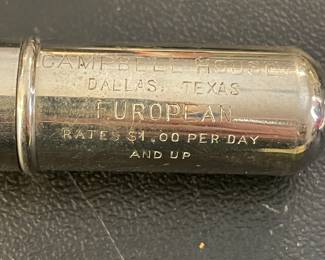 CAMPBELL HOUSE
DALLAS, TEXAS
EUROPEAN
RATES $1.00 PER DAY
AND UP